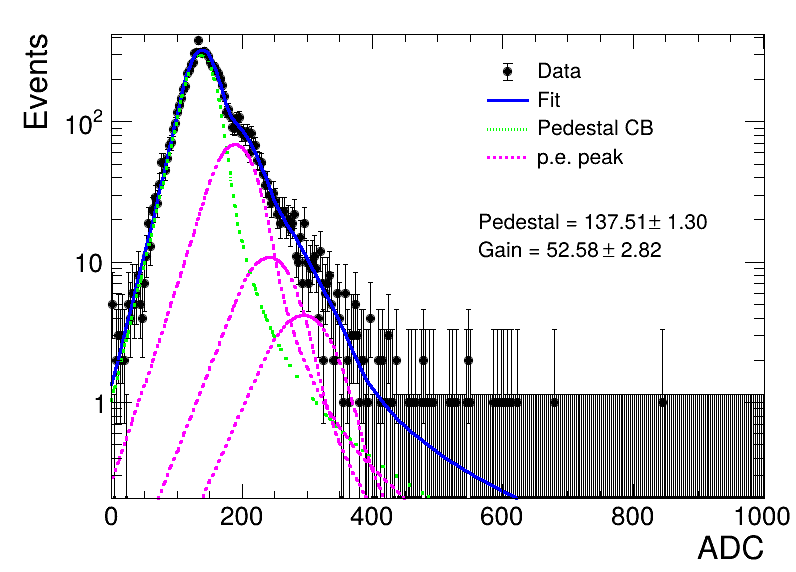 Events
10²
10
1
Data
Fit
Pedestal CB
p.e. peak
Pedestal = 137.51± 1.30
Gain = 52.58 ± 2.82
0 200 400 600 800 1000
ADC